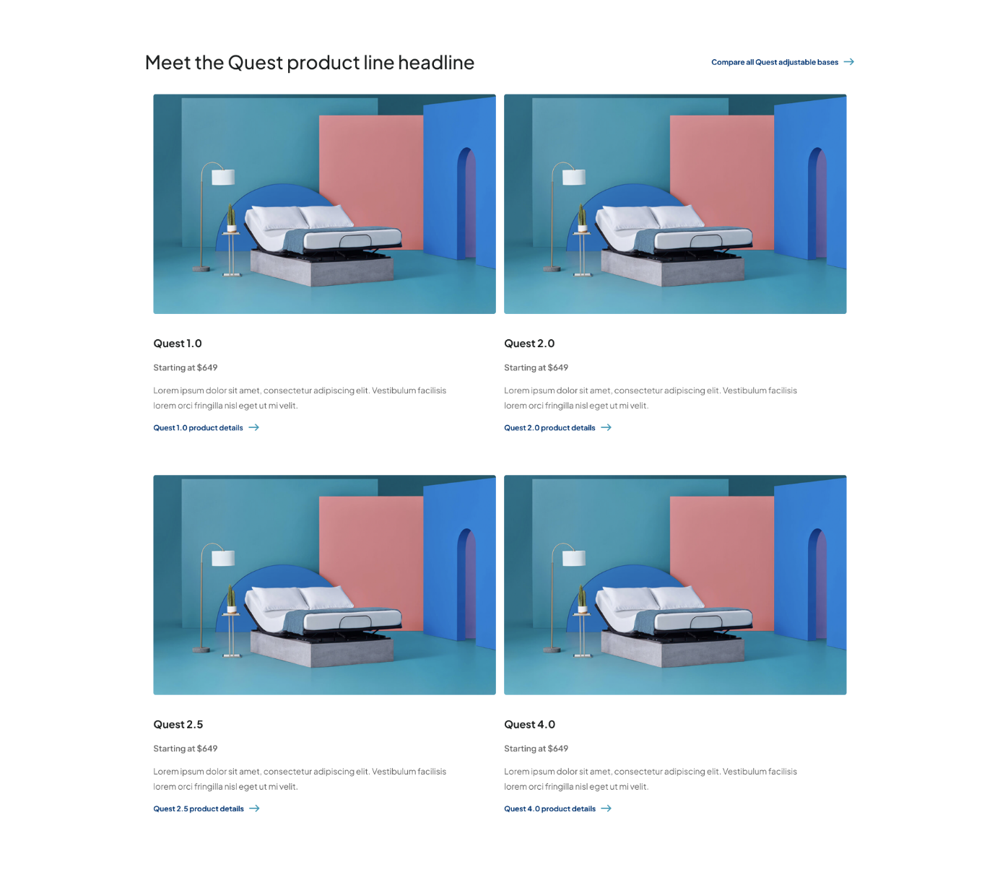 Meet the Quest product line headline
Compare all Quest adjustable bases
Quest 1.0
Starting at $649
Lorem ipsum dolor sit amet, consectetur adipiscing elit. Vestibulum facilisis
lorem orci fringilla nisl eget ut mi velit.
Quest 1.0 product details
Quest 2.0
Starting at $649
Lorem ipsum dolor sit amet, consectetur adipiscing elit. Vestibulum facilisis
lorem orci fringilla nisl eget ut mi velit.
Quest 2.0 product details
Quest 2.5
Starting at $649
Lorem ipsum dolor sit amet, consectetur adipiscing elit. Vestibulum facilisis
lorem orci fringilla nisl eget ut mi velit.
Quest 2.5 product details
Quest 4.0
Starting at $649
Lorem ipsum dolor sit amet, consectetur adipiscing elit. Vestibulum facilisis
lorem orci fringilla nisl eget ut mi velit.
Quest 4.0 product details